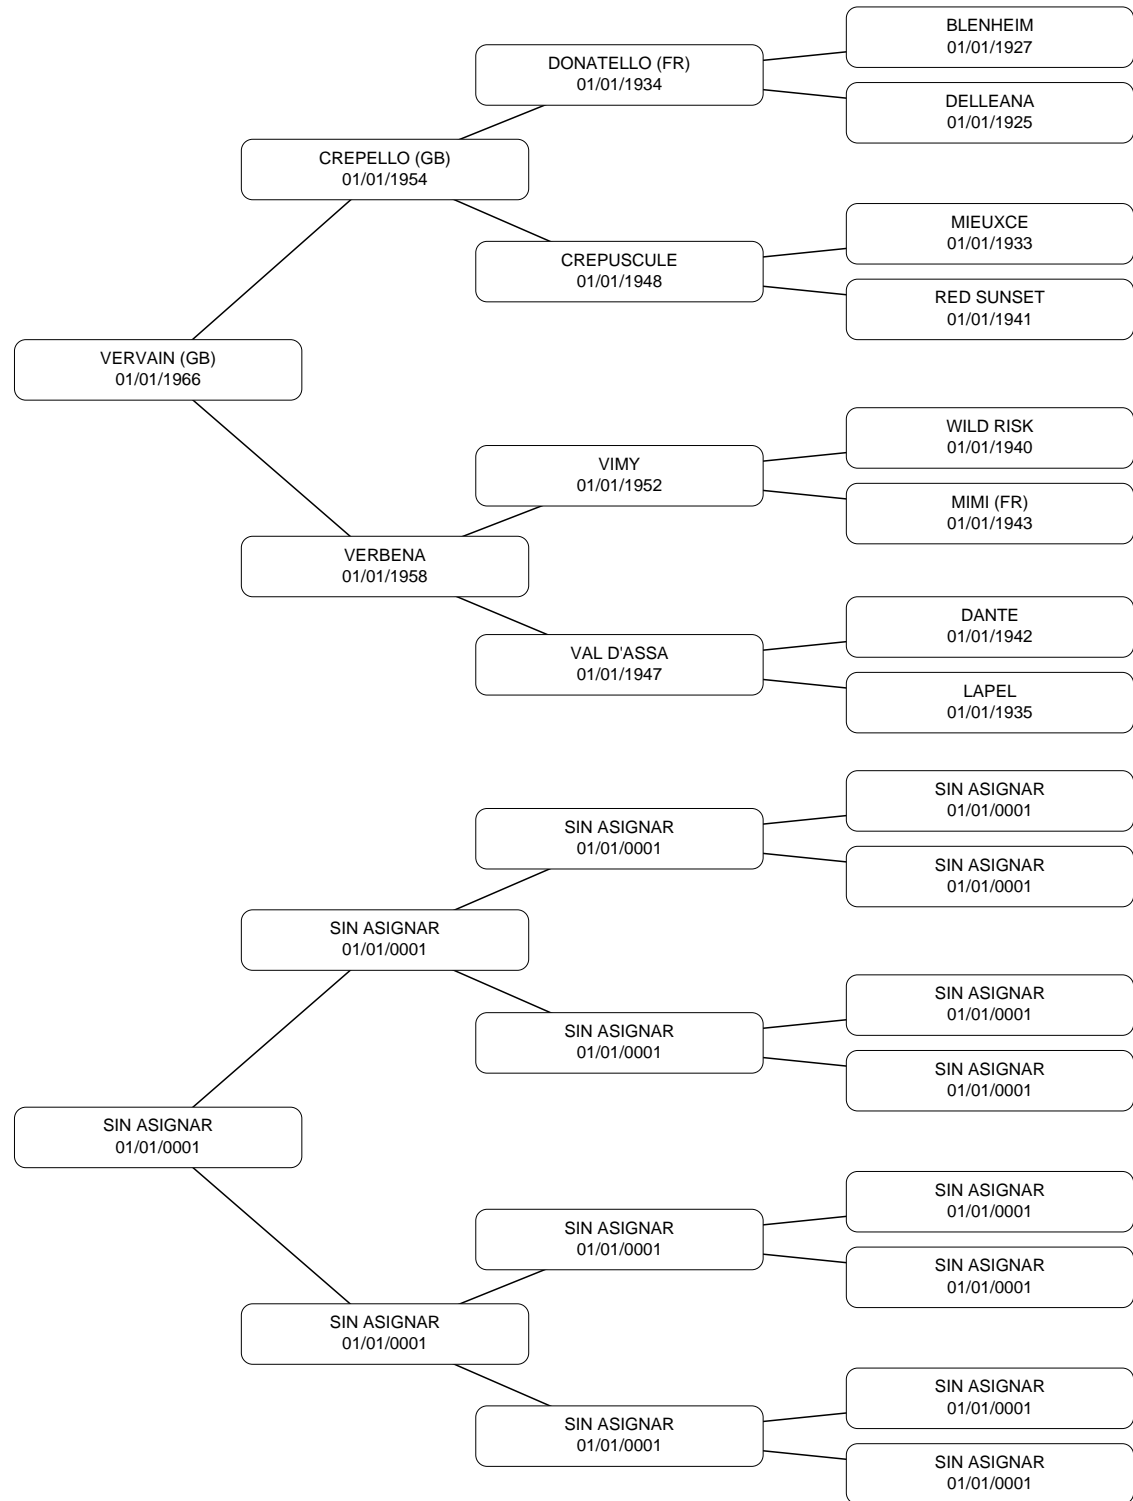 BLENHEIM
01/01/1927
DONATELLO (FR)
01/01/1934
DELLEANA
01/01/1925
CREPELLO (GB)
01/01/1954
MIEUXCE
01/01/1933
CREPUSCULE
01/01/1948
RED SUNSET
01/01/1941
VERVAIN (GB)
01/01/1966
WILD RISK
01/01/1940
VIMY
01/01/1952
MIMI (FR)
01/01/1943
VERBENA
01/01/1958
DANTE
01/01/1942
VAL D'ASSA
01/01/1947
LAPEL
01/01/1935
SIN ASIGNAR
01/01/0001
SIN ASIGNAR
01/01/0001
SIN ASIGNAR
01/01/0001
SIN ASIGNAR
01/01/0001
SIN ASIGNAR
01/01/0001
SIN ASIGNAR
01/01/0001
SIN ASIGNAR
01/01/0001
SIN ASIGNAR
01/01/0001
SIN ASIGNAR
01/01/0001
SIN ASIGNAR
01/01/0001
SIN ASIGNAR
01/01/0001
SIN ASIGNAR
01/01/0001
SIN ASIGNAR
01/01/0001
SIN ASIGNAR
01/01/0001
SIN ASIGNAR
01/01/0001